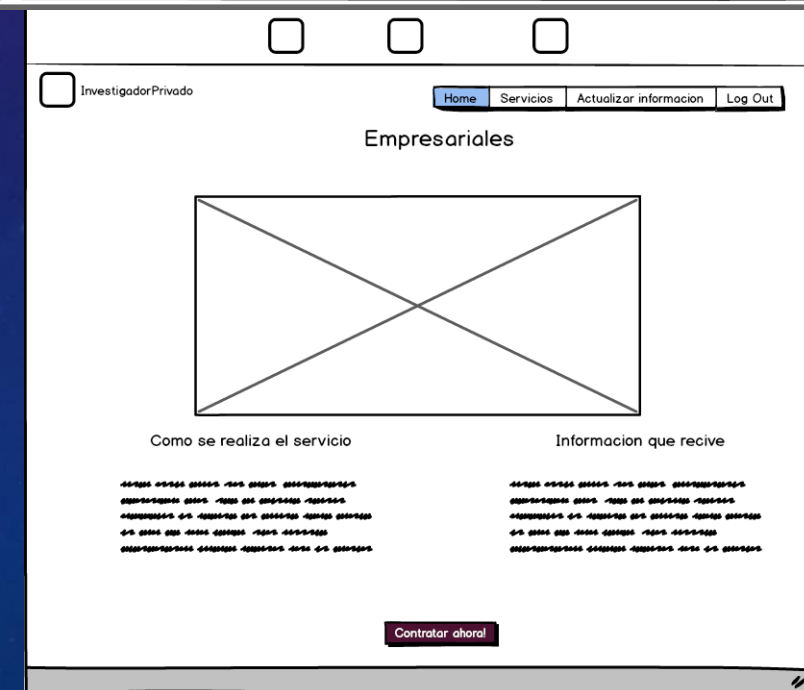 InvestigadorPrivado
Home Servicios Actualizar informacion Log Out
Empresariales
Como se realiza el servicio
Informacion que recive
Contratar ahora!